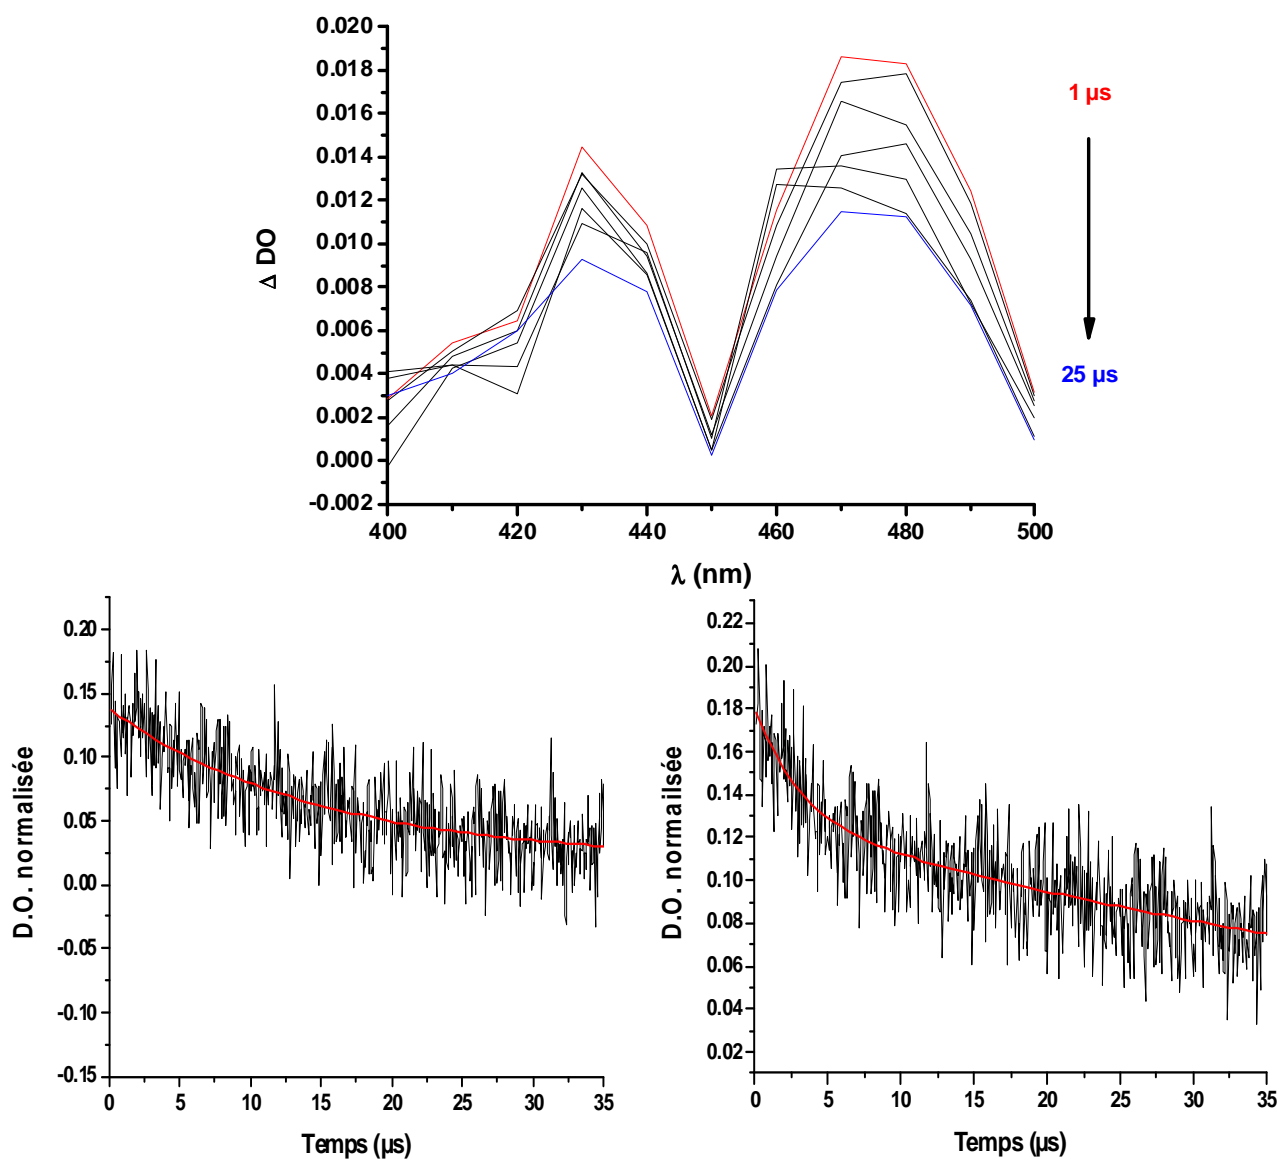 0.020
0.018
0.016
0.014
0.012
0.010
0.008
0.006
0.004
0.002
0.000
-0.002
Δ DO
400 420 440 460 480 500
λ (nm)
1 µs
25 µs
0.20
0.15
0.10
0.05
0.00
-0.05
-0.10
-0.15
D.O. normalisée
0 5 10 15 20 25 30 35
Temps (µs)
0.22
0.20
0.18
0.16
0.14
0.12
0.10
0.08
0.06
0.04
0.02
D.O. normailsée
0 5 10 15 20 25 30 35
Temps (µs)